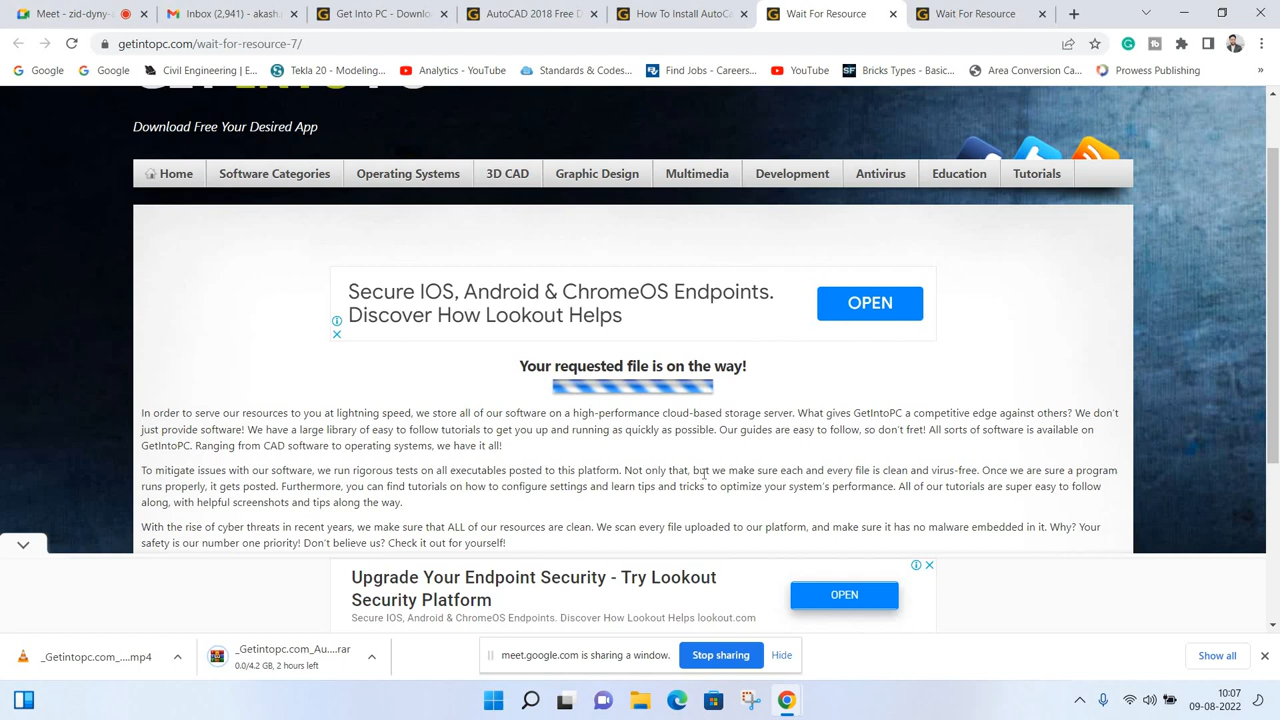 Meet - zid-dny-
Inbox (2,941) - akash.p
Get Into PC - Downlo
AutoCAD 2018 Free D
How To Install AutoCa
Wait For Resource
Wait For Resource
getintopc.com/wait-for-resource-7/
Google
Google
Civil Engineering | E...
Tekla 20 - Modeling...
Analytics - YouTube
Standards & Codes...
Find Jobs - Careers...
YouTube
Bricks Types - Basic...
Area Conversion Ca...
Prowess Publishing
Download Free Your Desired App
Home
Software Categories
Operating Systems
3D CAD
Graphic Design
Multimedia
Development
Antivirus
Education
Tutorials
Secure IOS, Android & ChromeOS Endpoints.
Discover How Lookout Helps
OPEN
Your requested file is on the way!
In order to serve our resources to you at lightning speed, we store all of our software on a high-performance cloud-based storage server. What gives GetIntoPC a competitive edge against others? We don't
just provide software! We have a large library of easy to follow tutorials to get you up and running as quickly as possible. Our guides are easy to follow, so don't fret! All sorts of software is available on
GetIntoPC. Ranging from CAD software to operating systems, we have it all!
To mitigate issues with our software, we run rigorous tests on all executables posted to this platform. Not only that, but we make sure each and every file is clean and virus-free. Once we are sure a program
runs properly, it gets posted. Furthermore, you can find tutorials on how to configure settings and learn tips and tricks to optimize your system's performance. All of our tutorials are super easy to follow
along, with helpful screenshots and tips along the way.
With the rise of cyber threats in recent years, we make sure that ALL of our resources are clean. We scan every file uploaded to our platform, and make sure it has no malware embedded in it. Why? Your
safety is our number one priority! Don't believe us? Check it out for yourself!
Upgrade Your Endpoint Security - Try Lookout
Security Platform
Secure IOS, Android & ChromeOS Endpoints. Discover How Lookout Helps lookout.com
OPEN
_Getintopc.com_....mp4
_Getintopc.com_Au....rar
0.0/4.2 GB, 2 hours left
meet.google.com is sharing a window.
Stop sharing
Hide
Show all
10:07
09-08-2022